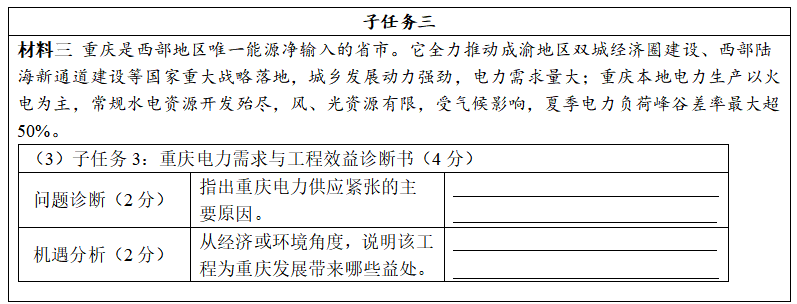 子任务三
材料三 重庆是西部地区唯一能源净输入的省市。它全力推动成渝地区双城经济圈建设、西部陆
海新通道建设等国家重大战略落地，城乡发展动力强劲，电力需求量大；重庆本地电力生产以火
电为主，常规水电资源开发殆尽，风、光资源有限，受气候影响，夏季电力负荷峰谷差率最大超
50%。
（3）子任务 3：重庆电力需求与工程效益诊断书（4 分）
问题诊断（2 分）
指出重庆电力供应紧张的主
要原因。
机遇分析（2 分）
从经济或环境角度，说明该工
程为重庆发展带来哪些益处。